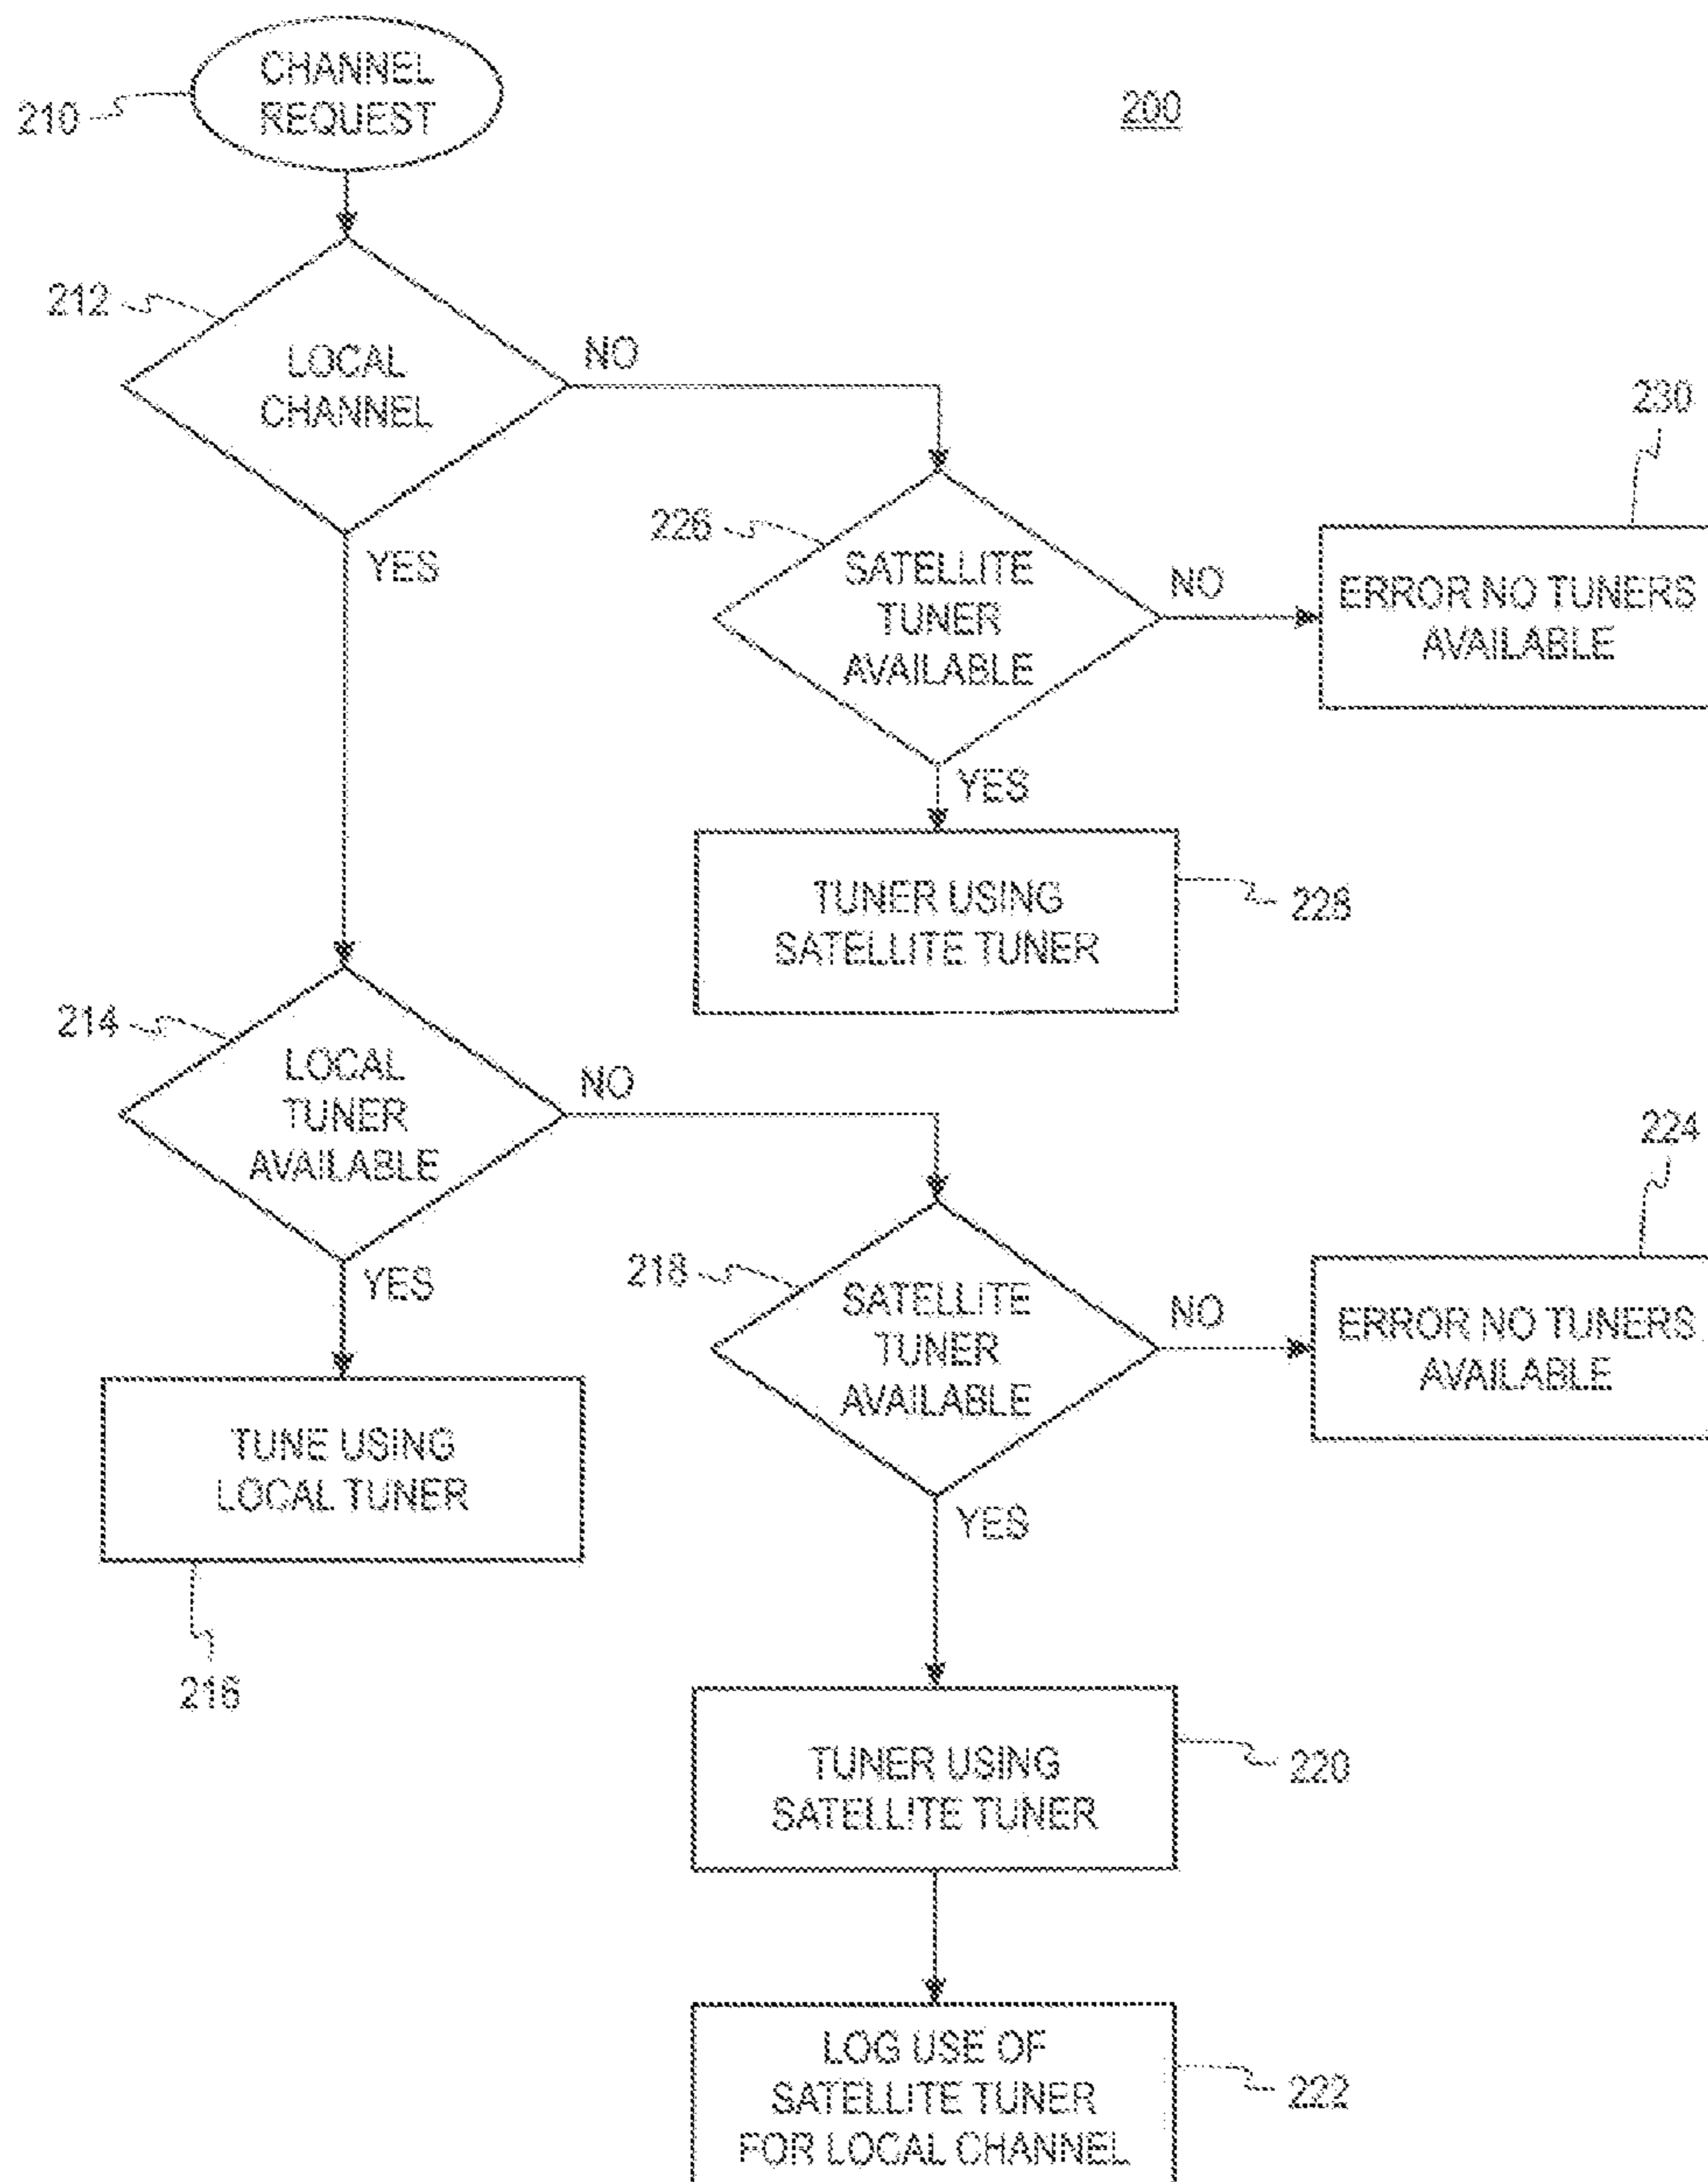 CHANNEL
REQUEST
210
200
212
LOCAL
CHANNEL
NO
YES
230
226
SATELLITE
TUNER
AVAILABLE
NO
ERROR NO TUNERS
AVAILABLE
YES
TUNER USING
SATELLITE TUNER
228
214
LOCAL
TUNER
AVAILABLE
NO
YES
224
218
SATELLITE
TUNER
AVAILABLE
NO
ERROR NO TUNERS
AVAILABLE
YES
TUNE USING
LOCAL TUNER
216
TUNER USING
SATELLITE TUNER
220
LOG USE OF
SATELLITE TUNER
FOR LOCAL CHANNEL
222